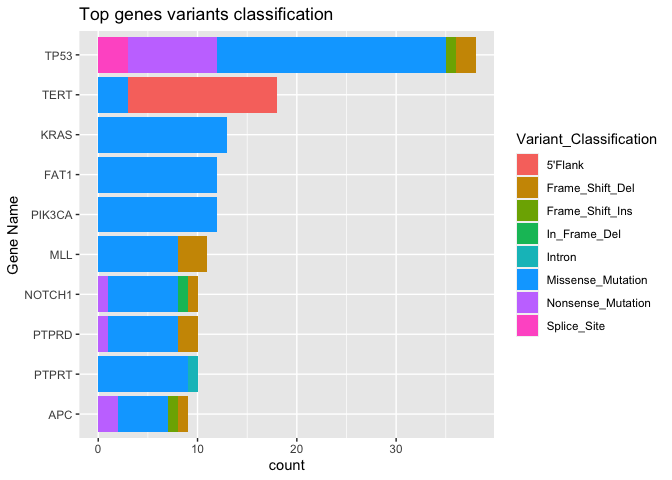 Top genes variants classification
Gene Name
TP53
TERT
KRAS
FAT1
PIK3CA
MLL
NOTCH1
PTPRD
PTPRT
APC
0 10 20 30
count
Variant_Classification
5'Flank
Frame_Shift_Del
Frame_Shift_Ins
In_Frame_Del
Intron
Missense_Mutation
Nonsense_Mutation
Splice_Site